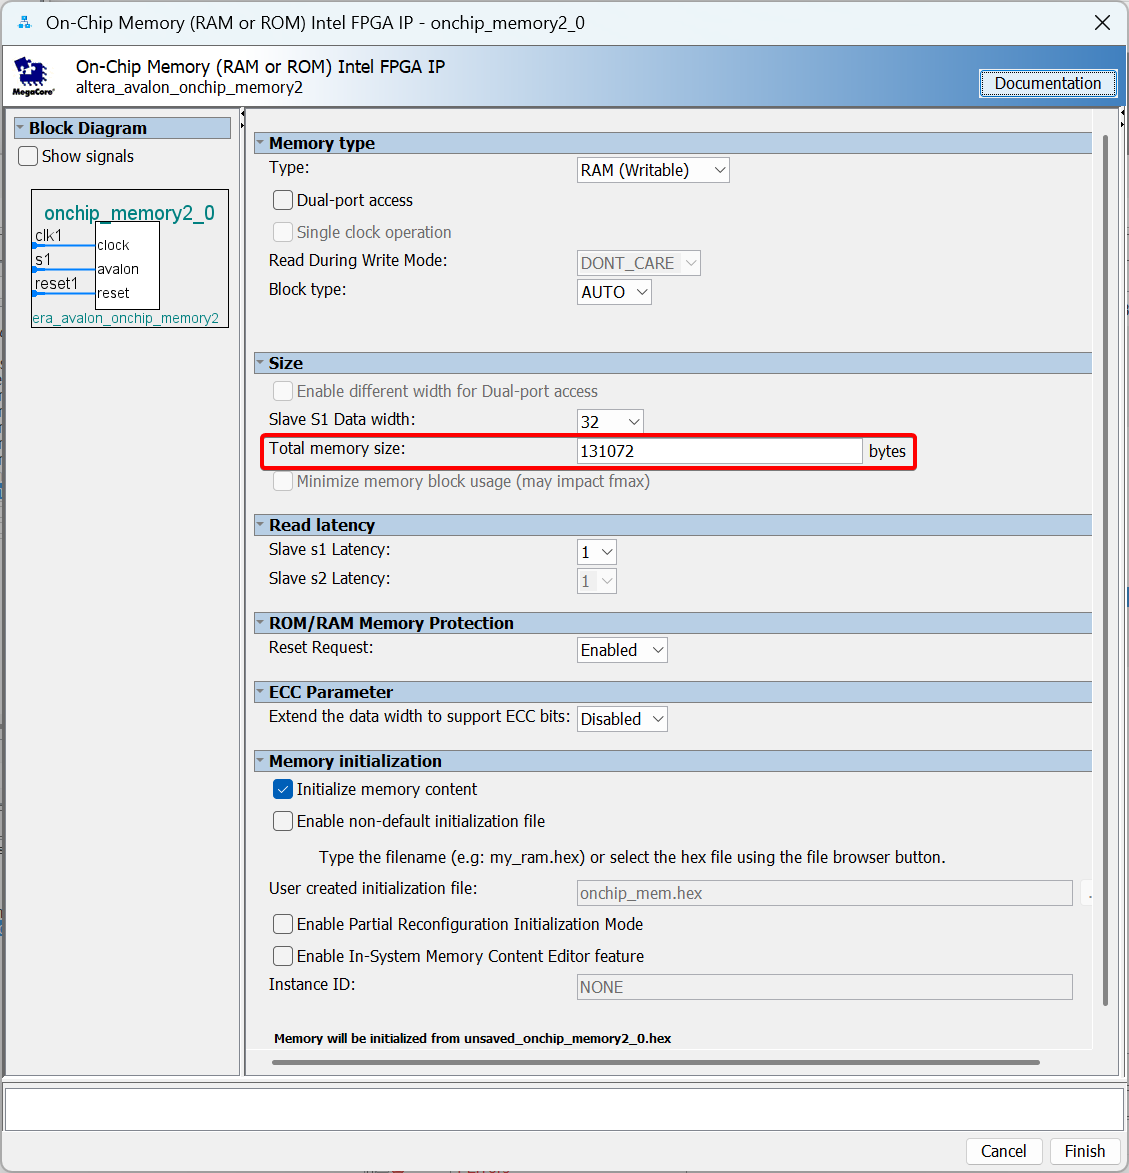 On-Chip Memory (RAM or ROM) Intel FPGA IP - onchip_memory2_0
On-Chip Memory (RAM or ROM) Intel FPGA IP
altera_avalon_onchip_memory2
MegaCore®
Documentation
Block Diagram
Show signals
onchip_memory2_0
clk1
clock
s1
avalon
reset1
reset
era_avalon_onchip_memory2
Memory type
Type: RAM (Writable)
Dual-port access
Single clock operation
Read During Write Mode: DONT_CARE
Block type: AUTO
Size
Enable different width for Dual-port access
Slave S1 Data width: 32
Total memory size: 131072 bytes
Minimize memory block usage (may impact fmax)
Read latency
Slave s1 Latency: 1
Slave s2 Latency: 1
ROM/RAM Memory Protection
Reset Request: Enabled
ECC Parameter
Extend the data width to support ECC bits: Disabled
Memory initialization
Initialize memory content
Enable non-default initialization file
Type the filename (e.g: my_ram.hex) or select the hex file using the file browser button.
User created initialization file: onchip_mem.hex .
Enable Partial Reconfiguration Initialization Mode
Enable In-System Memory Content Editor feature
Instance ID: NONE
Memory will be initialized from unsaved_onchip_memory2_0.hex
Cancel Finish